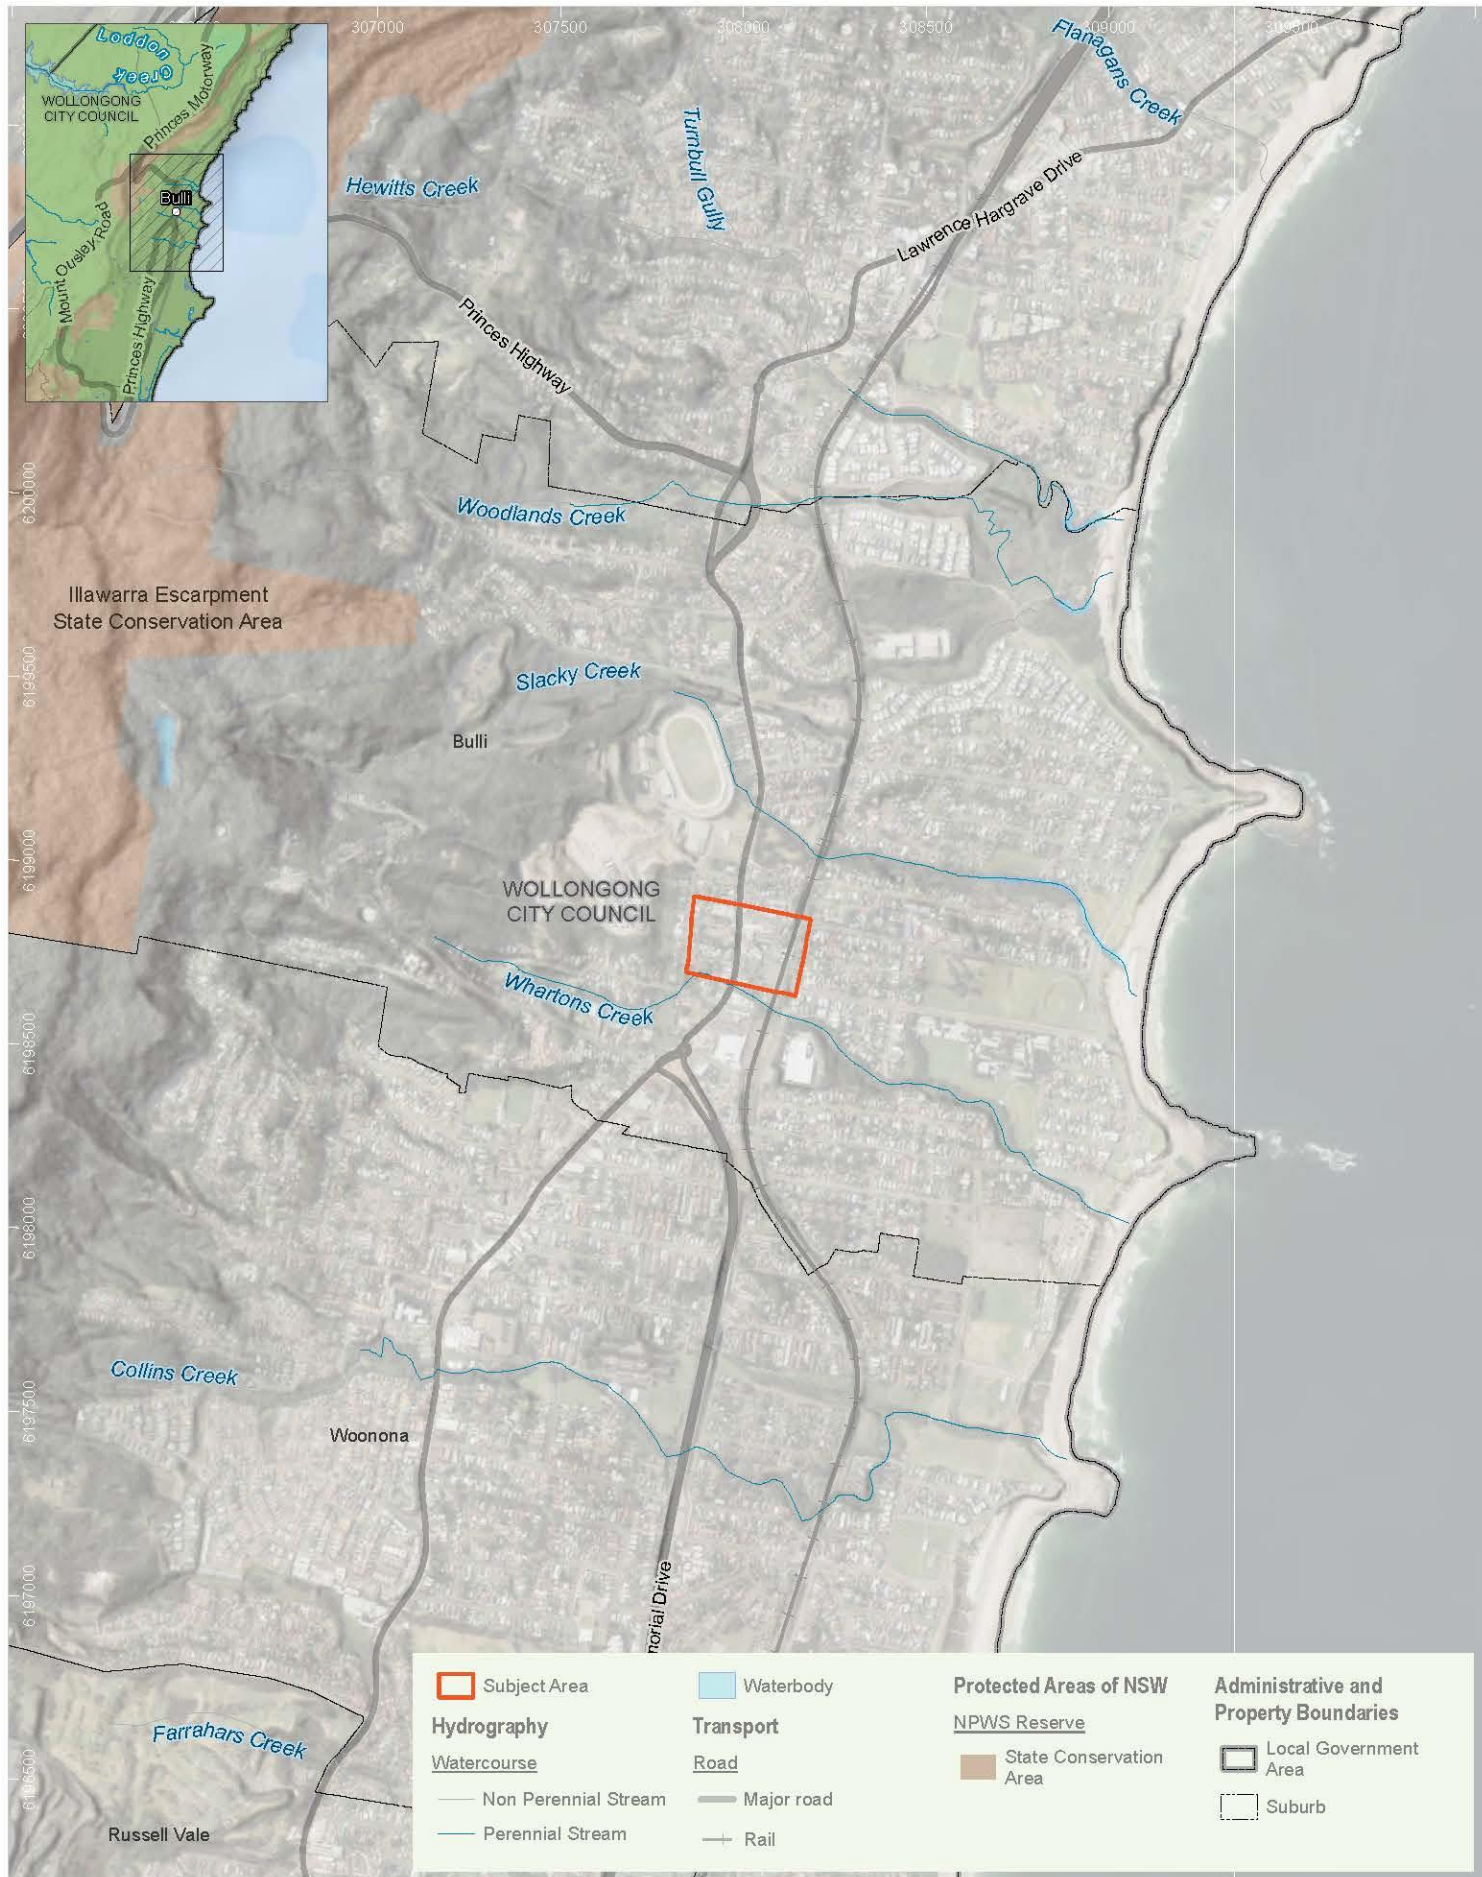 307000
307500
308000
308500
309000
309500
Loddon
Creek
WOLLONGONG
CITY COUNCIL
Princes Motorway
Bulli
Mount Ousley Road
Princes Highway
Flanagans Creek
Turnbull Gully
Hewitts Creek
Lawrence Hargrave Drive
Princes Highway
6200000
Woodlands Creek
Illawarra Escarpment
State Conservation Area
6199500
Slacky Creek
Bulli
6199000
WOLLONGONG
CITY COUNCIL
Whartons Creek
6198500
6198000
Collins Creek
6197500
Woonona
6197000
norial Drive
Farrahars Creek
6196500
Russell Vale
Subject Area
Hydrography
Watercourse
Non Perennial Stream
Perennial Stream
Waterbody
Transport
Road
Major road
Rail
Protected Areas of NSW
NPWS Reserve
State Conservation
Area
Administrative and
Property Boundaries
Local Government
Area
Suburb